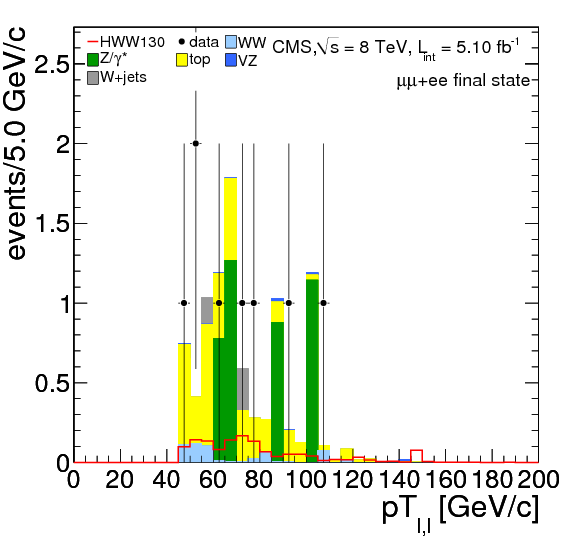 HWW130 data WW CMS,√s = 8 TeV, L_int = 5.10 fb⁻¹
Z/γ* top VZ
W+jets μμ+ee final state
events/5.0 GeV/c
2.5
2
1.5
1
0.5
0
0 20 40 60 80 100 120 140 160 180 200
pT_l,l [GeV/c]